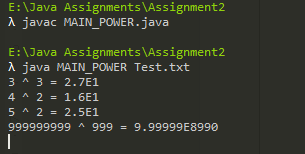 E:\Java Assignments\Assignment2
λ javac MAIN_POWER.java
E:\Java Assignments\Assignment2
λ java MAIN_POWER Test.txt
3 ^ 3 = 2.7E1
4 ^ 2 = 1.6E1
5 ^ 2 = 2.5E1
999999999 ^ 999 = 9.99999E8990